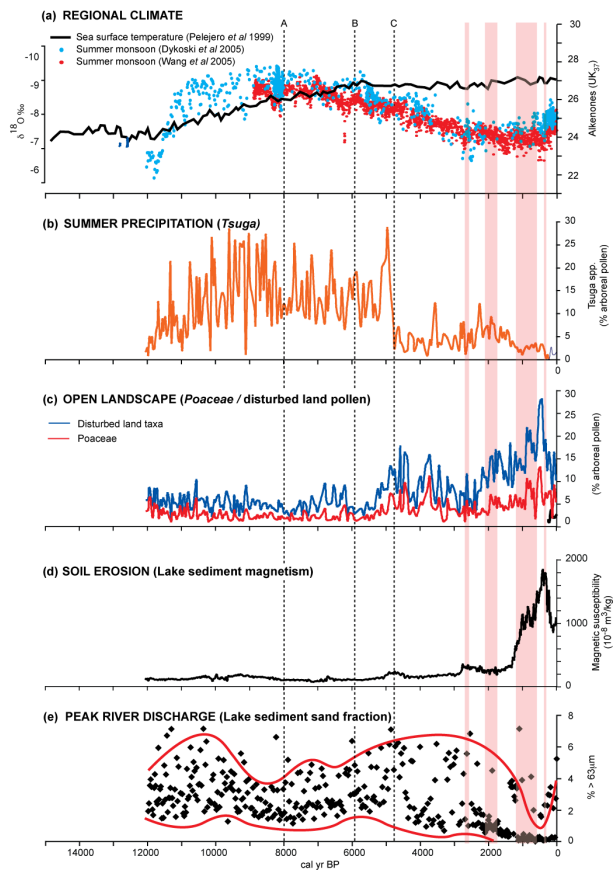 (a) REGIONAL CLIMATE
A B C
Sea surface temperature (Pelejero et al 1999)
Summer monsoon (Dykoski et al 2005)
Summer monsoon (Wang et al 2005)
-10
-9
-8
-7
-6
δ18O ‰
30
28
26
24
22
Alkenones (UK37)
(b) SUMMER PRECIPITATION (Tsuga)
30
25
20
15
10
5
0
0
Tsuga spp.
(% arboreal pollen)
(c) OPEN LANDSCAPE (Poaceae / disturbed land pollen)
Disturbed land taxa
Poaceae
30
25
20
15
10
5
0
(% arboreal pollen)
(d) SOIL EROSION (Lake sediment magnetism)
2000
1000
0
Magnetic susceptibility
(10-8 m3/kg)
(e) PEAK RIVER DISCHARGE (Lake sediment sand fraction)
8
6
4
2
0
% > 63µm
14000 12000 10000 8000 6000 4000 2000 0
cal yr BP